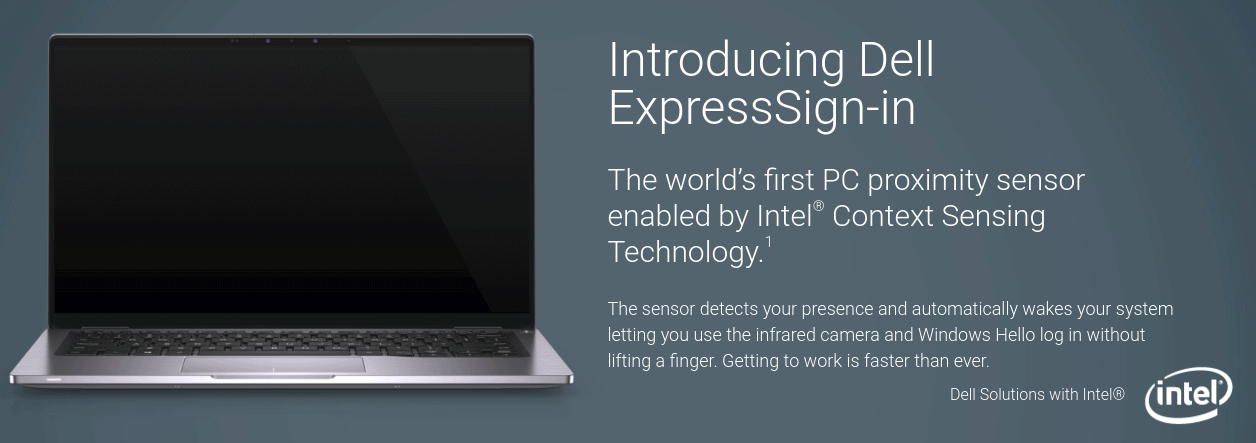 Introducing Dell
ExpressSign-in
The world's first PC proximity sensor
enabled by Intel® Context Sensing
Technology.¹
The sensor detects your presence and automatically wakes your system
letting you use the infrared camera and Windows Hello log in without
lifting a finger. Getting to work is faster than ever.
Dell Solutions with Intel®
intel®